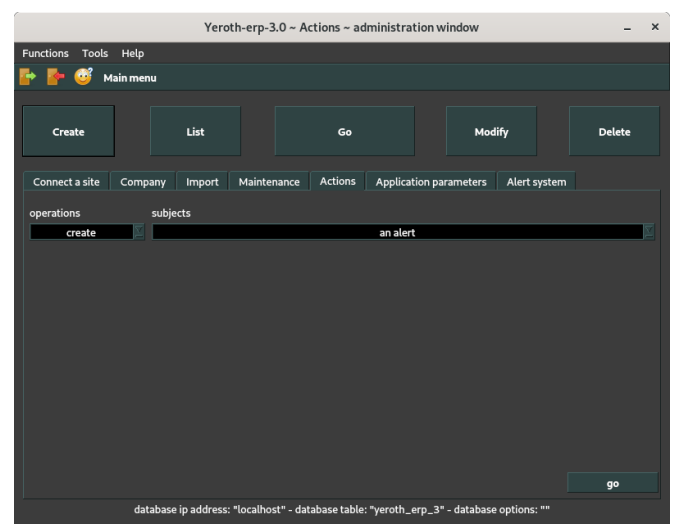 Yeroth-erp-3.0 ~ Actions ~ administration window
Functions Tools Help
Main menu
Create List Go Modify Delete
Connect a site Company Import Maintenance Actions Application parameters Alert system
operations subjects
create an alert
go
database ip address: "localhost" - database table: "yeroth_erp_3" - database options: ""